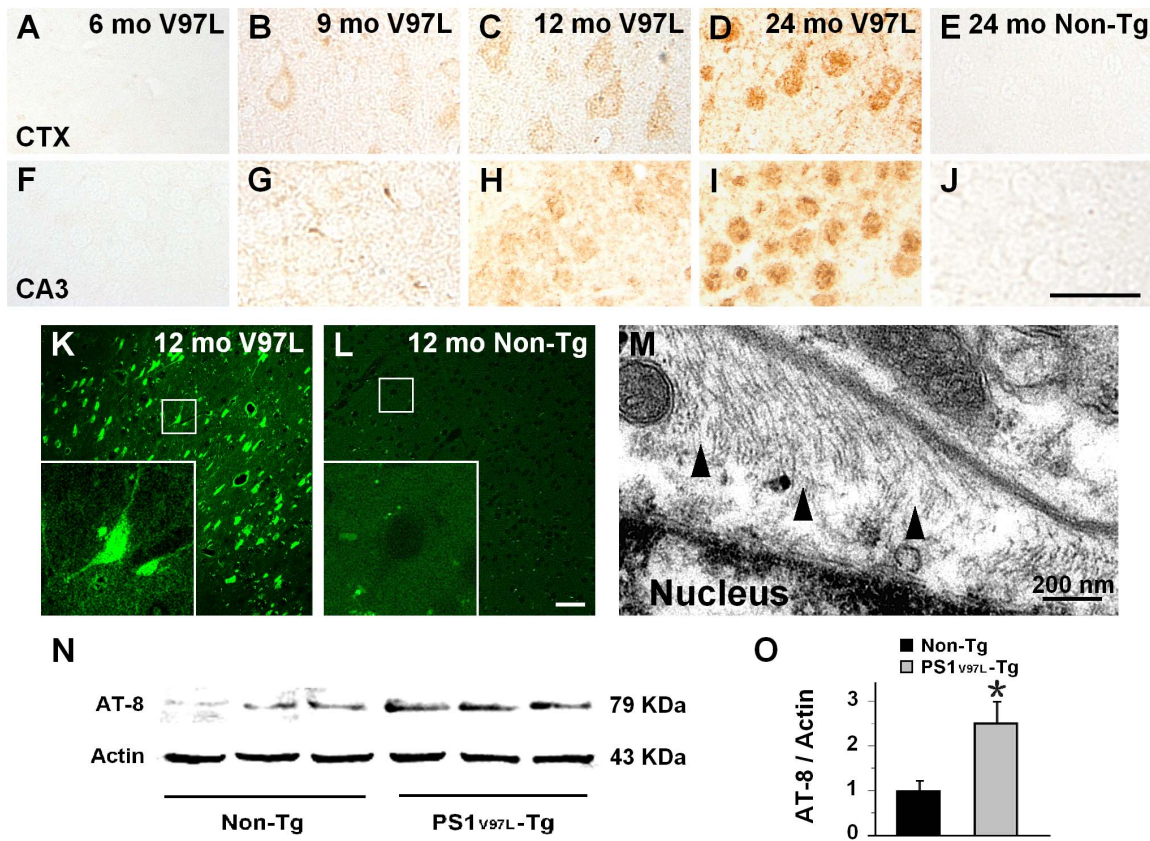 A 6 mo V97L
B 9 mo V97L
C 12 mo V97L
D 24 mo V97L
E 24 mo Non-Tg
CTX
F
G
H
I
J
CA3
K 12 mo V97L
L 12 mo Non-Tg
M
Nucleus
200 nm
N
AT-8
79 KDa
Actin
43 KDa
Non-Tg
PS1V97L-Tg
O
Non-Tg
PS1V97L-Tg
AT-8 / Actin
3
2
1
0
*